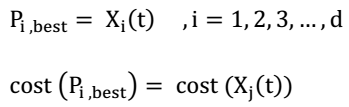 P_{i ,best} = X_i(t)   , i = 1, 2, 3, … , d
cost (P_{i ,best}) = cost (X_j(t))